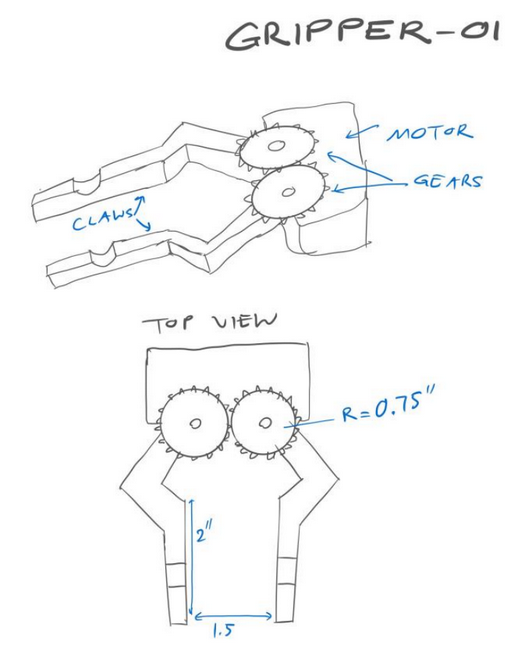 GRIPPER-01
MOTOR
GEARS
CLAWS
TOP VIEW
R=0.75"
2"
1.5